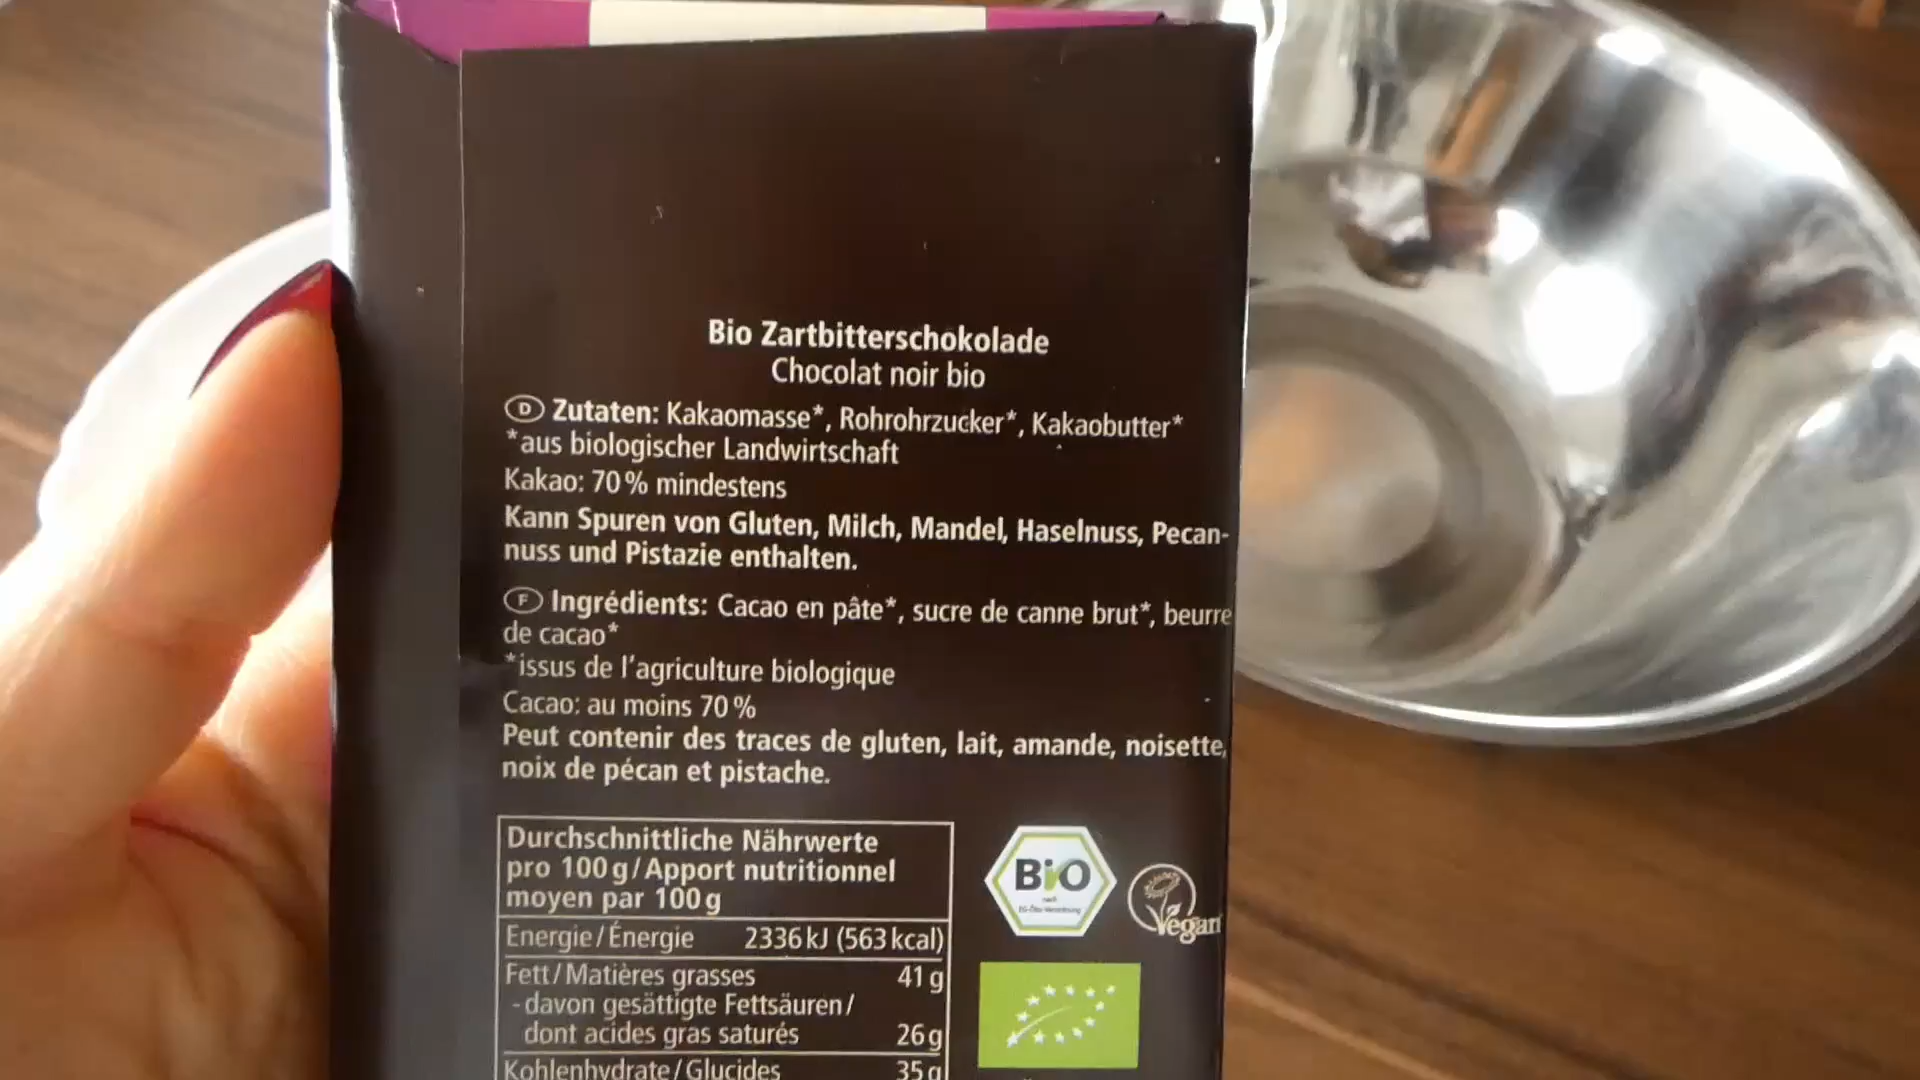 Bio Zartbitterschokolade
Chocolat noir bio
D Zutaten: Kakaomasse*, Rohrohrzucker*, Kakaobutter*
*aus biologischer Landwirtschaft
Kakao: 70% mindestens
Kann Spuren von Gluten, Milch, Mandel, Haselnuss, Pecan-
nuss und Pistazie enthalten.
F Ingrédients: Cacao en pâte*, sucre de canne brut*, beurre
de cacao*
*issus de l'agriculture biologique
Cacao: au moins 70%
Peut contenir des traces de gluten, lait, amande, noisette,
noix de pécan et pistache.
Durchschnittliche Nährwerte
pro 100 g/Apport nutritionnel
moyen par 100 g
Energie/Énergie 2336 kJ (563 kcal)
Fett/Matières grasses 41 g
- davon gesättigte Fettsäuren/
dont acides gras saturés 26 g
Kohlenhydrate/Glucides 35 g
BiO
nach
EG-Öko-Verordnung
Vegan